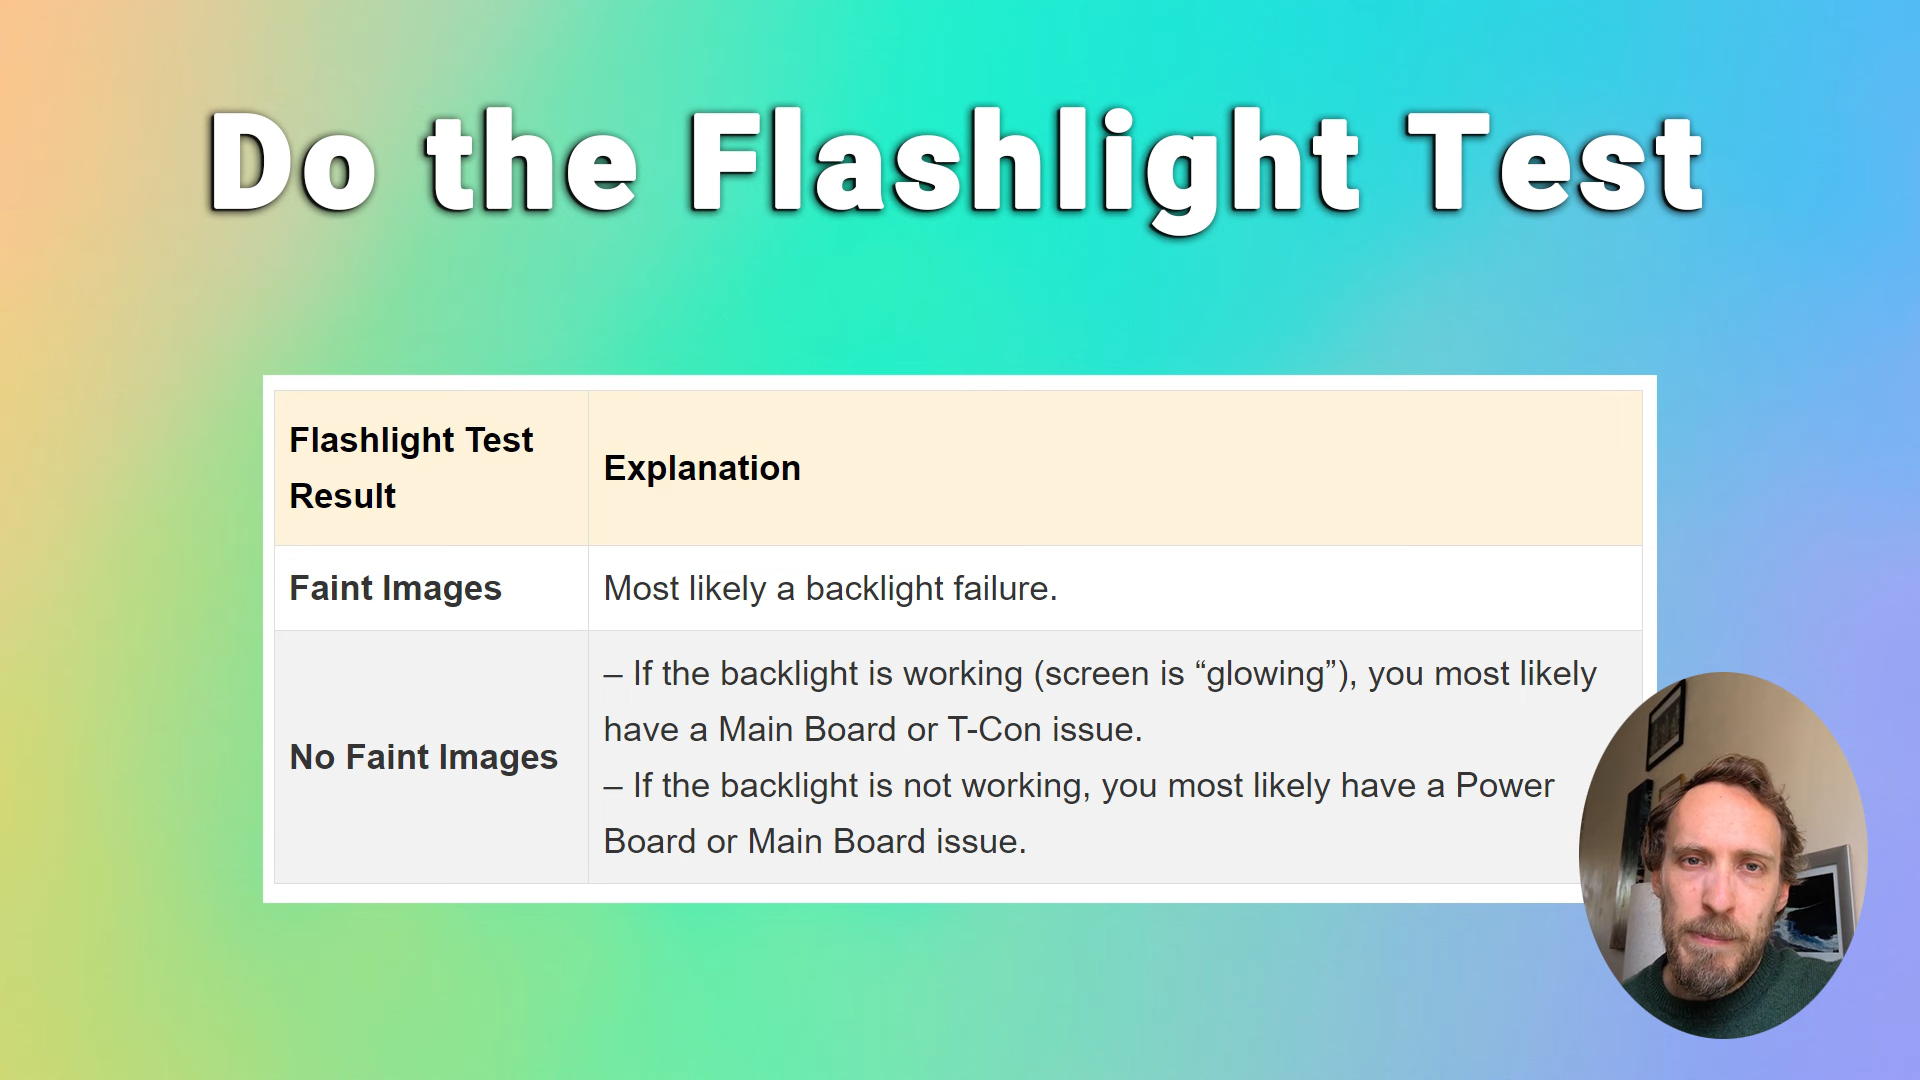 Do the Flashlight Test
Flashlight Test
Result
Explanation
Faint Images
Most likely a backlight failure.
No Faint Images
– If the backlight is working (screen is “glowing”), you most likely
have a Main Board or T-Con issue.
– If the backlight is not working, you most likely have a Power
Board or Main Board issue.